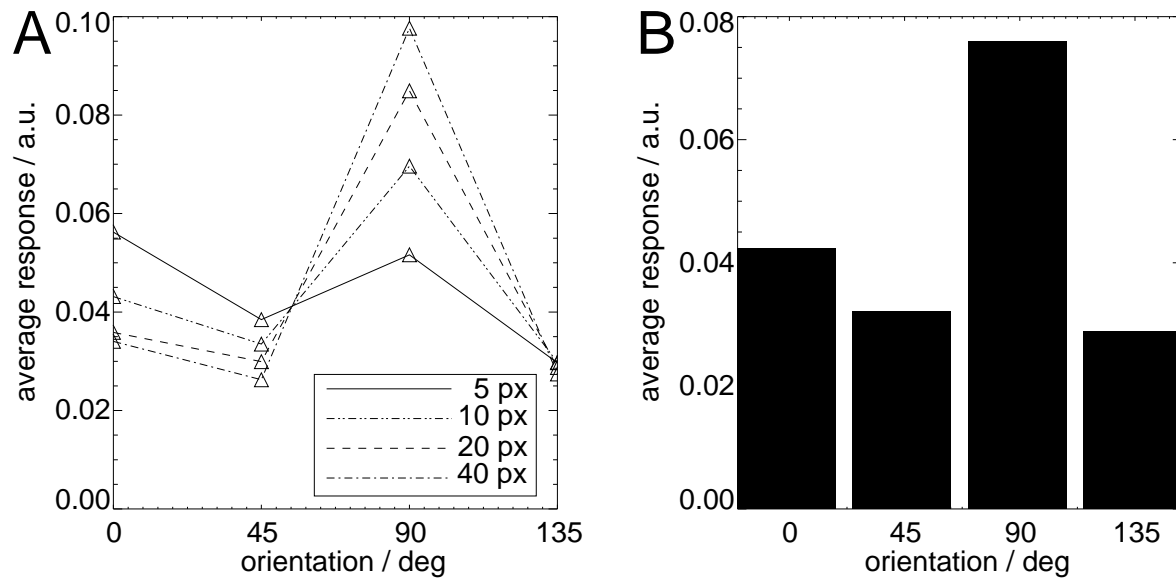 A
average response / a.u.
0.10
0.08
0.06
0.04
0.02
0.00
0 45 90 135
orientation / deg
5 px
10 px
20 px
40 px
B
average response / a.u.
0.08
0.06
0.04
0.02
0.00
0 45 90 135
orientation / deg